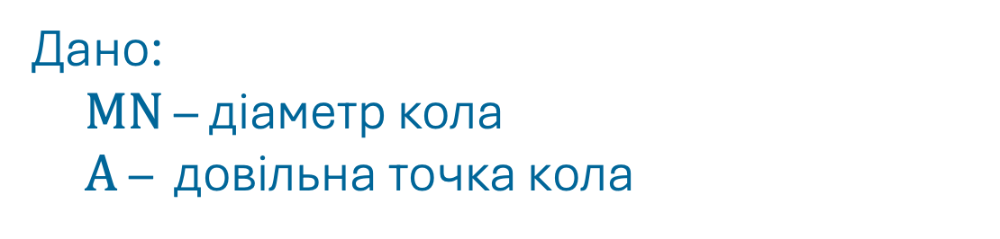 Дано:
MN – діаметр кола
A – довільна точка кола